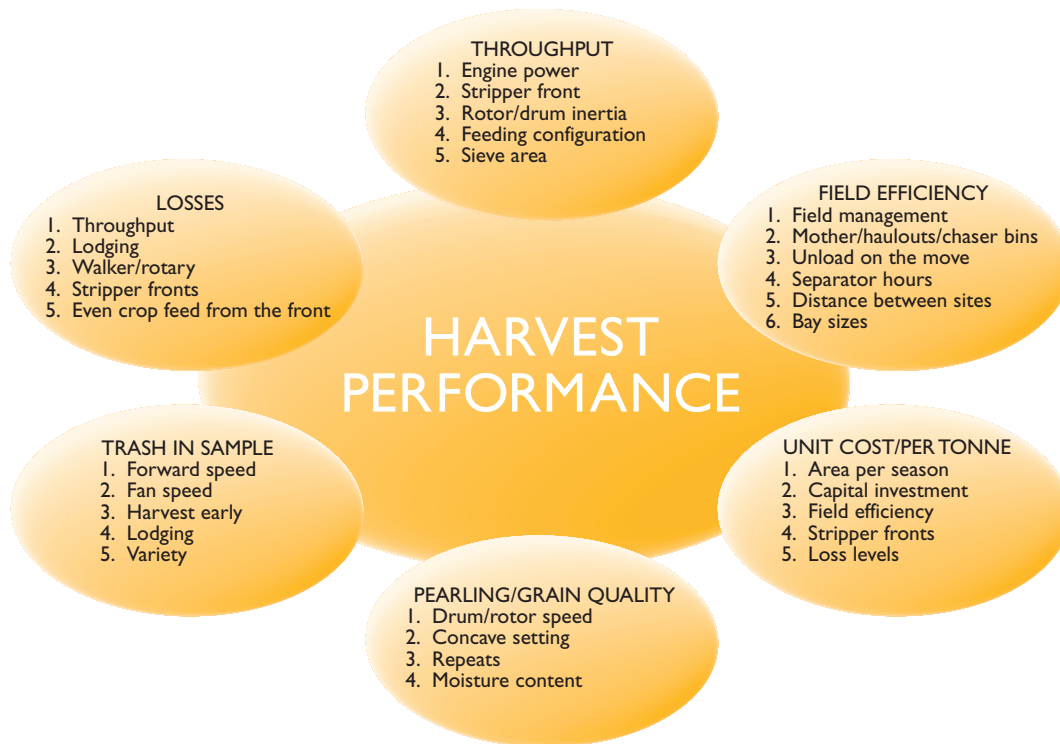 THROUGHPUT
1. Engine power
2. Stripper front
3. Rotor/drum inertia
4. Feeding configuration
5. Sieve area
LOSSES
1. Throughput
2. Lodging
3. Walker/rotary
4. Stripper fronts
5. Even crop feed from the front
FIELD EFFICIENCY
1. Field management
2. Mother/haulouts/chaser bins
3. Unload on the move
4. Separator hours
5. Distance between sites
6. Bay sizes
HARVEST
PERFORMANCE
TRASH IN SAMPLE
1. Forward speed
2. Fan speed
3. Harvest early
4. Lodging
5. Variety
UNIT COST/PER TONNE
1. Area per season
2. Capital investment
3. Field efficiency
4. Stripper fronts
5. Loss levels
PEARLING/GRAIN QUALITY
1. Drum/rotor speed
2. Concave setting
3. Repeats
4. Moisture content